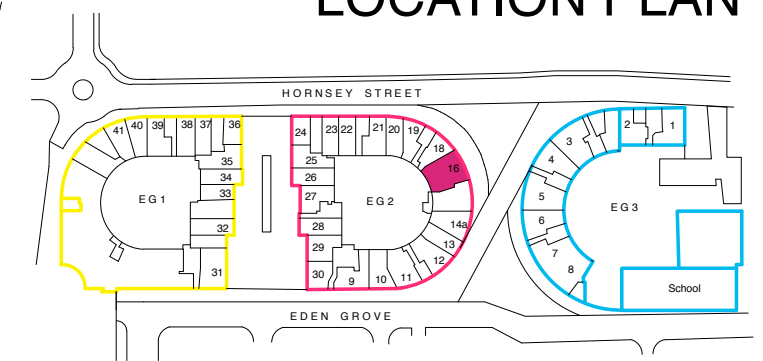 LOCATION PLAN
HORNSEY STREET
41 40 39 38 37 36
35
34
33
32
31
EG1
24 23 22 21 20 19
18
16
25
26
27
28
29
30
9 10 11
12
13
14a
EG2
2 1
3
4
5
6
7
8
EG3
School
EDEN GROVE